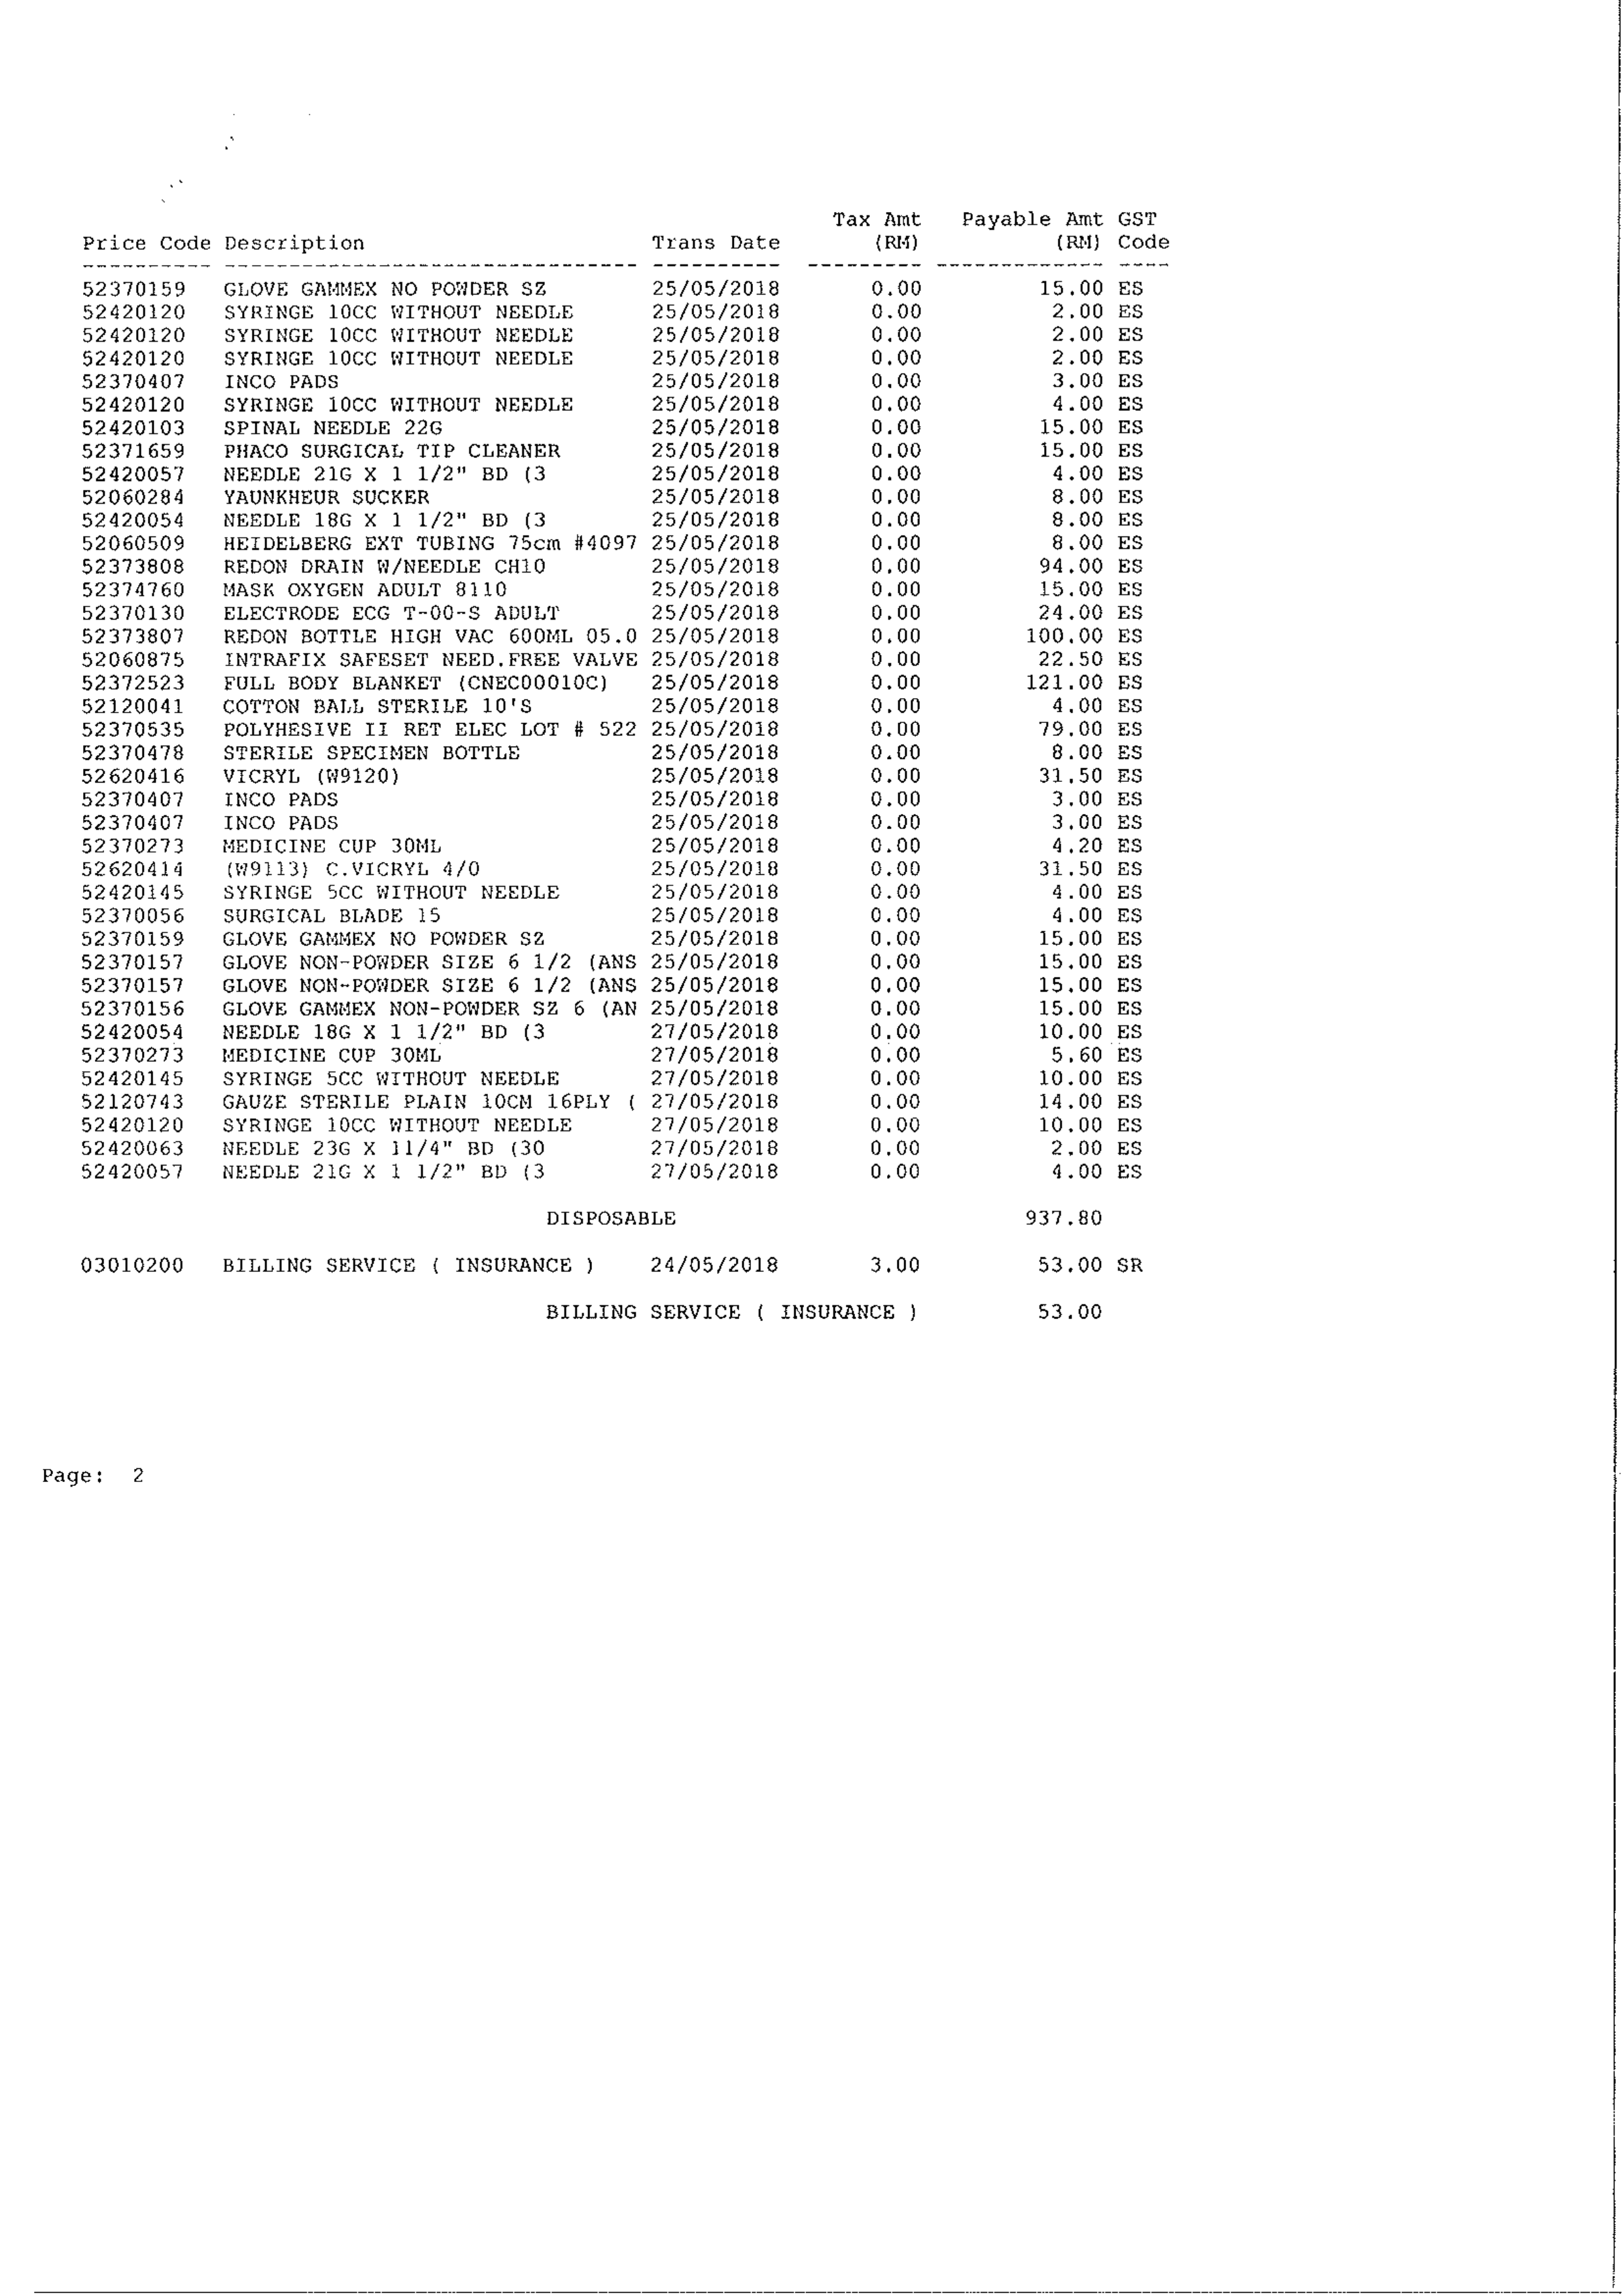 Tax Amt Payable Amt GST
Price Code Description Trans Date (RM) (RM) Code
---------- -------------------------------- ---------- --------- ------------- ----
52370159 GLOVE GAMMEX NO POWDER SZ 25/05/2018 0.00 15.00 ES
52420120 SYRINGE 10CC WITHOUT NEEDLE 25/05/2018 0.00 2.00 ES
52420120 SYRINGE 10CC WITHOUT NEEDLE 25/05/2018 0.00 2.00 ES
52420120 SYRINGE 10CC WITHOUT NEEDLE 25/05/2018 0.00 2.00 ES
52370407 INCO PADS 25/05/2018 0.00 3.00 ES
52420120 SYRINGE 10CC WITHOUT NEEDLE 25/05/2018 0.00 4.00 ES
52420103 SPINAL NEEDLE 22G 25/05/2018 0.00 15.00 ES
52371659 PHACO SURGICAL TIP CLEANER 25/05/2018 0.00 15.00 ES
52420057 NEEDLE 21G X 1 1/2" BD (3 25/05/2018 0.00 4.00 ES
52060284 YAUNKHEUR SUCKER 25/05/2018 0.00 8.00 ES
52420054 NEEDLE 18G X 1 1/2" BD (3 25/05/2018 0.00 8.00 ES
52060509 HEIDELBERG EXT TUBING 75cm #4097 25/05/2018 0.00 8.00 ES
52373808 REDON DRAIN W/NEEDLE CH10 25/05/2018 0.00 94.00 ES
52374760 MASK OXYGEN ADULT 8110 25/05/2018 0.00 15.00 ES
52370130 ELECTRODE ECG T-00-S ADULT 25/05/2018 0.00 24.00 ES
52373807 REDON BOTTLE HIGH VAC 600ML 05.0 25/05/2018 0.00 100.00 ES
52060875 INTRAFIX SAFESET NEED.FREE VALVE 25/05/2018 0.00 22.50 ES
52372523 FULL BODY BLANKET (CNEC00010C) 25/05/2018 0.00 121.00 ES
52120041 COTTON BALL STERILE 10'S 25/05/2018 0.00 4.00 ES
52370535 POLYHESIVE II RET ELEC LOT # 522 25/05/2018 0.00 79.00 ES
52370478 STERILE SPECIMEN BOTTLE 25/05/2018 0.00 8.00 ES
52620416 VICRYL (W9120) 25/05/2018 0.00 31.50 ES
52370407 INCO PADS 25/05/2018 0.00 3.00 ES
52370407 INCO PADS 25/05/2018 0.00 3.00 ES
52370273 MEDICINE CUP 30ML 25/05/2018 0.00 4.20 ES
52620414 (W9113) C.VICRYL 4/0 25/05/2018 0.00 31.50 ES
52420145 SYRINGE 5CC WITHOUT NEEDLE 25/05/2018 0.00 4.00 ES
52370056 SURGICAL BLADE 15 25/05/2018 0.00 4.00 ES
52370159 GLOVE GAMMEX NO POWDER SZ 25/05/2018 0.00 15.00 ES
52370157 GLOVE NON-POWDER SIZE 6 1/2 (ANS 25/05/2018 0.00 15.00 ES
52370157 GLOVE NON-POWDER SIZE 6 1/2 (ANS 25/05/2018 0.00 15.00 ES
52370156 GLOVE GAMMEX NON-POWDER SZ 6 (AN 25/05/2018 0.00 15.00 ES
52420054 NEEDLE 18G X 1 1/2" BD (3 27/05/2018 0.00 10.00 ES
52370273 MEDICINE CUP 30ML 27/05/2018 0.00 5.60 ES
52420145 SYRINGE 5CC WITHOUT NEEDLE 27/05/2018 0.00 10.00 ES
52120743 GAUZE STERILE PLAIN 10CM 16PLY ( 27/05/2018 0.00 14.00 ES
52420120 SYRINGE 10CC WITHOUT NEEDLE 27/05/2018 0.00 10.00 ES
52420063 NEEDLE 23G X 11/4" BD (30 27/05/2018 0.00 2.00 ES
52420057 NEEDLE 21G X 1 1/2" BD (3 27/05/2018 0.00 4.00 ES
DISPOSABLE 937.80
03010200 BILLING SERVICE ( INSURANCE ) 24/05/2018 3.00 53.00 SR
BILLING SERVICE ( INSURANCE ) 53.00
Page: 2